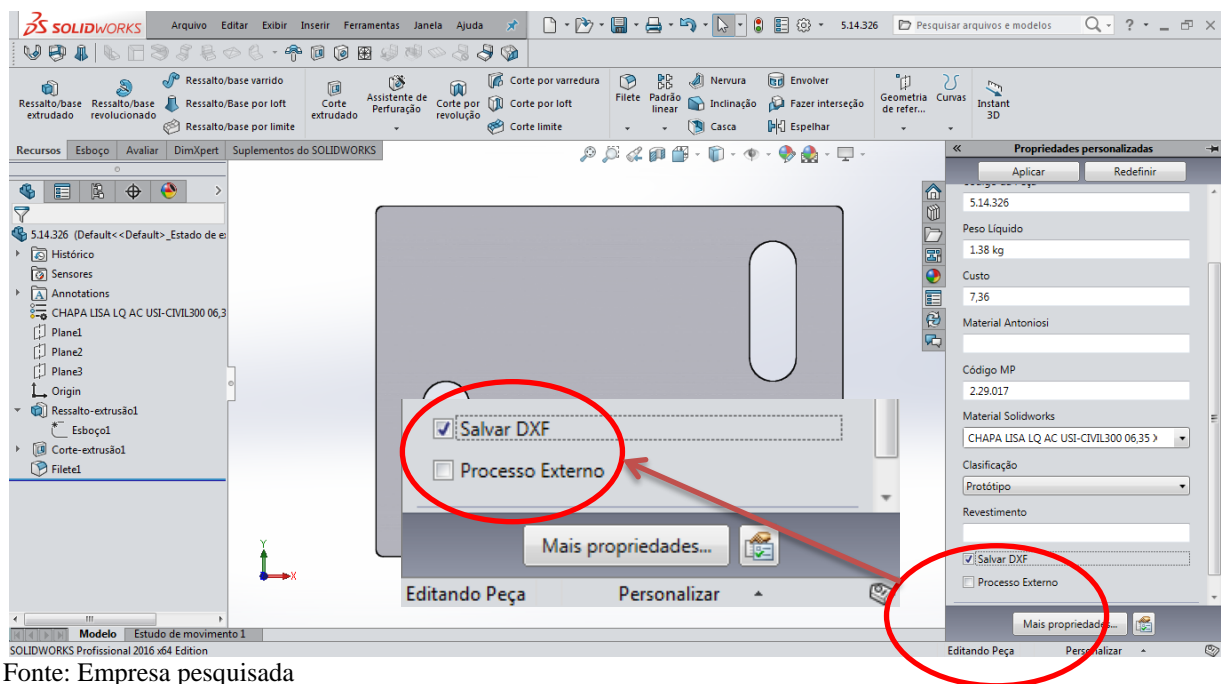 SOLIDWORKS
Arquivo Editar Exibir Inserir Ferramentas Janela Ajuda
5.14.326
Pesquisar arquivos e modelos
Ressalto/base extrudado
Ressalto/base revolucionado
Ressalto/base varrido
Ressalto/Base por loft
Ressalto/base por limite
Corte extrudado
Assistente de Perfuração
Corte por revolução
Corte por varredura
Corte por loft
Corte limite
Filete
Padrão linear
Nervura
Inclinação
Casca
Envolver
Fazer interseção
Espelhar
Geometria de refer...
Curvas
Instant 3D
Recursos Esboço Avaliar DimXpert Suplementos do SOLIDWORKS
5.14.326 (Default<<Default>_Estado de e
Histórico
Sensores
Annotations
CHAPA LISA LQ AC USI-CIVIL300 06,3
Plane1
Plane2
Plane3
Origin
Ressalto-extrusão1
Esboço1
Corte-extrusão1
Filete1
Y
X
Salvar DXF
Processo Externo
Mais propriedades...
Editando Peça Personalizar
Propriedades personalizadas
Aplicar Redefinir
5.14.326
Peso Líquido
1.38 kg
Custo
7,36
Material Antoniosi
Código MP
2.29.017
Material Solidworks
CHAPA LISA LQ AC USI-CIVIL300 06,35
Clasificação
Protótipo
Revestimento
Salvar DXF
Processo Externo
Mais propriedades...
Modelo Estudo de movimento 1
SOLIDWORKS Profissional 2016 x64 Edition
Editando Peça Personalizar
Fonte: Empresa pesquisada